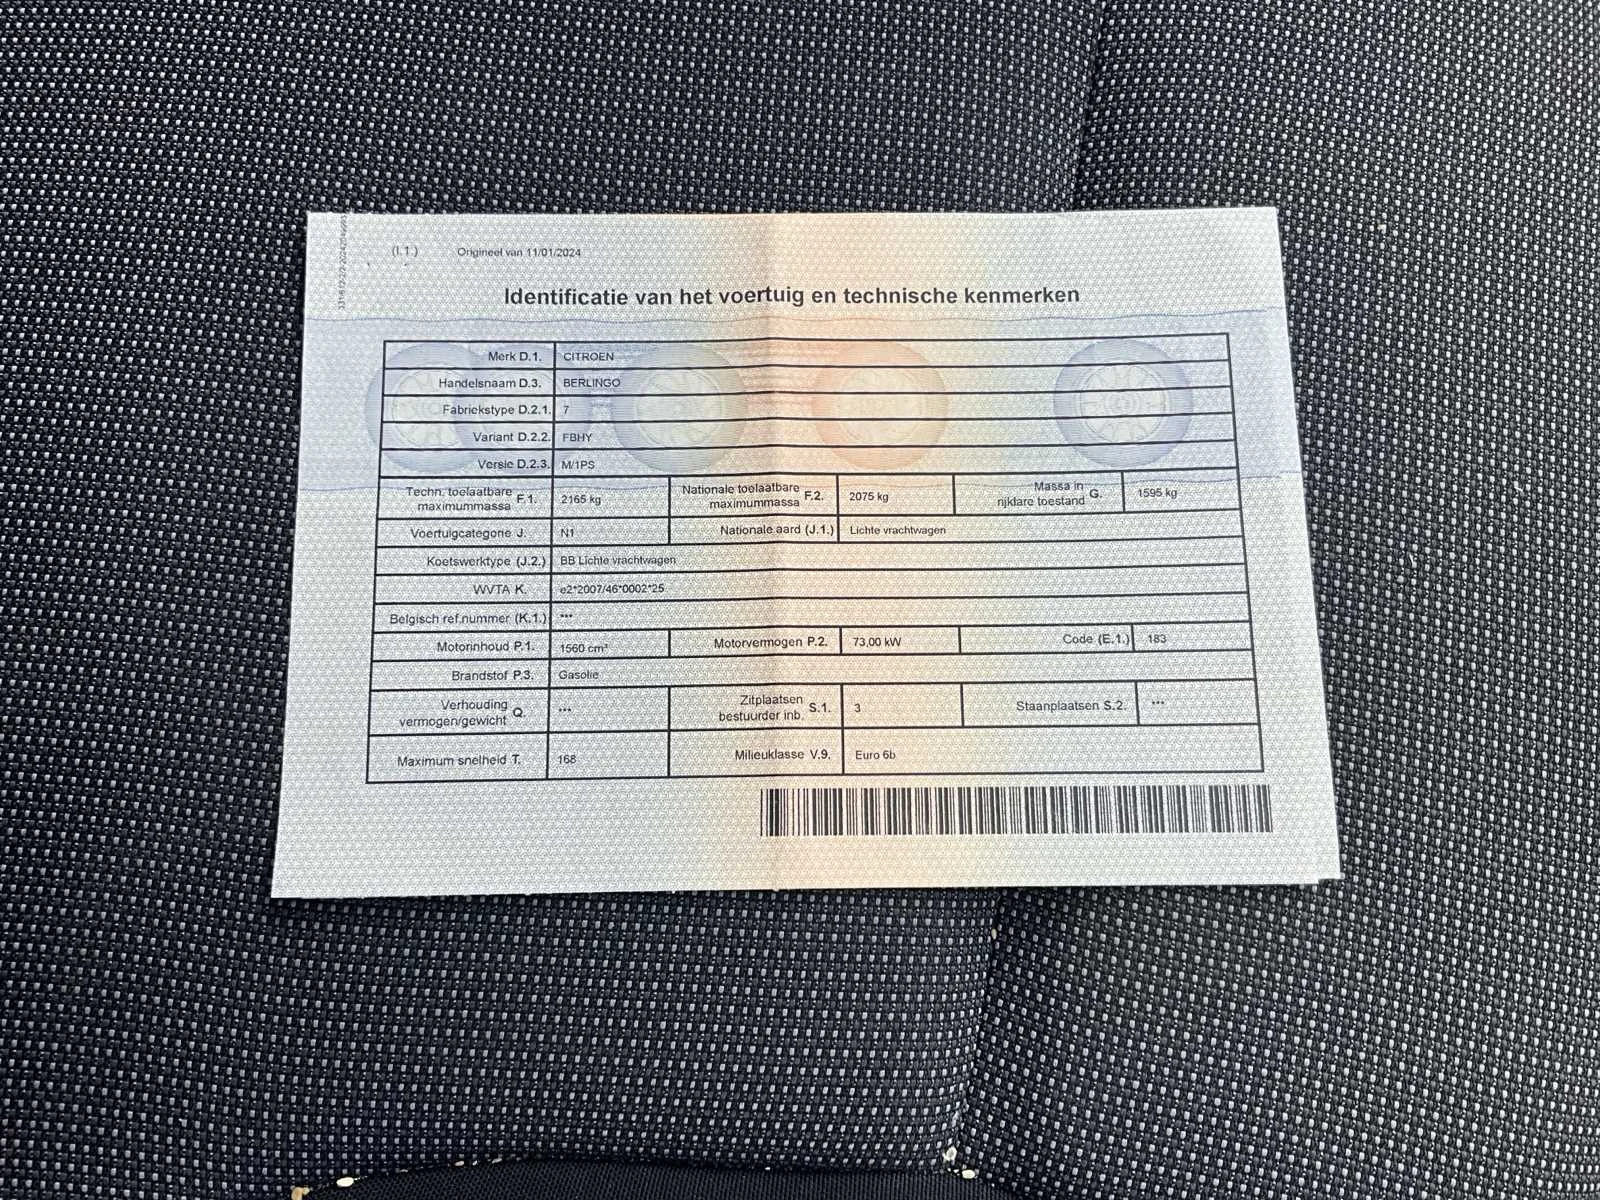 (I.1.) Origineel van 11/01/2024
Identificatie van het voertuig en technische kenmerken
Merk D.1. CITROEN
Handelsnaam D.3. BERLINGO
Fabriekstype D.2.1. 7
Variant D.2.2. FBHY
Versie D.2.3. M/1PS
Techn. toelaatbare maximummassa F.1. 2165 kg Nationale toelaatbare maximummassa F.2. 2075 kg Massa in rijklare toestand G. 1595 kg
Voertuigcategorie J. N1 Nationale aard (J.1.) Lichte vrachtwagen
Koetswerktype (J.2.) BB Lichte vrachtwagen
WVTA K. e2*2007/46*0002*25
Belgisch ref.nummer (K.1.) ***
Motorinhoud P.1. 1560 cm³ Motorvermogen P.2. 73,00 kW Code (E.1.) 183
Brandstof P.3. Gasolie
Verhouding vermogen/gewicht Q. *** Zitplaatsen bestuurder inb. S.1. 3 Staanplaatsen S.2. ***
Maximum snelheid T. 168 Milieuklasse V.9. Euro 6b